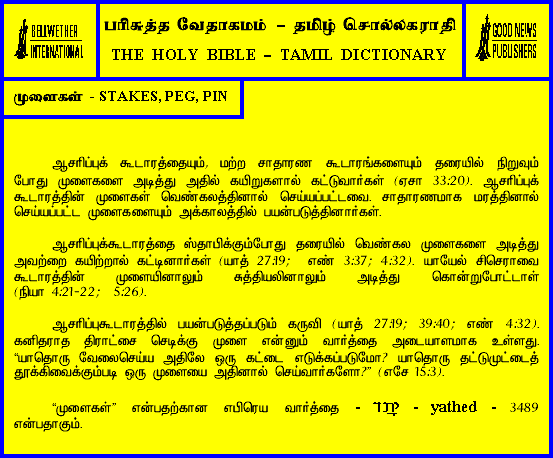 BELLWETHER
INTERNATIONAL
பரிசுத்த வேதாகமம் – தமிழ் சொல்லகராதி
THE HOLY BIBLE – TAMIL DICTIONARY
GOOD NEWS
PUBLISHERS
முளைகள் - STAKES, PEG, PIN
ஆசரிப்புக் கூடாரத்தையும், மற்ற சாதாரண கூடாரங்களையும் தரையில் நிறுவும்
போது முளைகளை அடித்து அதில் கயிறுகளால் கட்டுவார்கள் (ஏசா 33:20). ஆசரிப்புக்
கூடாரத்தின் முளைகள் வெண்கலத்தினால் செய்யப்பட்டவை. சாதாரணமாக மரத்தினால்
செய்யப்பட்ட முளைகளையும் அக்காலத்தில் பயன்படுத்தினார்கள்.
ஆசரிப்புக்கூடாரத்தை ஸ்தாபிக்கும்போது தரையில் வெண்கல முளைகளை அடித்து
அவற்றை கயிற்றால் கட்டினார்கள் (யாத் 27:19; எண் 3:37; 4:32). யாயேல் சிசெராவை
கூடாரத்தின் முளையினாலும் சுத்தியலினாலும் அடித்து கொன்றுபோட்டாள்
(நியா 4:21-22; 5:26).
ஆசரிப்புகூடாரத்தில் பயன்படுத்தப்படும் கருவி (யாத் 27:19; 39:40; எண் 4:32).
கனிதராத திராட்சை செடிக்கு முளை என்னும் வார்த்தை அடையாளமாக உள்ளது.
“யாதொரு வேலைசெய்ய அதிலே ஒரு கட்டை எடுக்கப்படுமோ? யாதொரு தட்டுமுட்டைத்
தூக்கிவைக்கும்படி ஒரு முளையை அதினால் செய்வார்களோ?” (எசே 15:3).
“முளைகள்” என்பதற்கான எபிரெய வார்த்தை - יתד - yathed - 3489
என்பதாகும்.